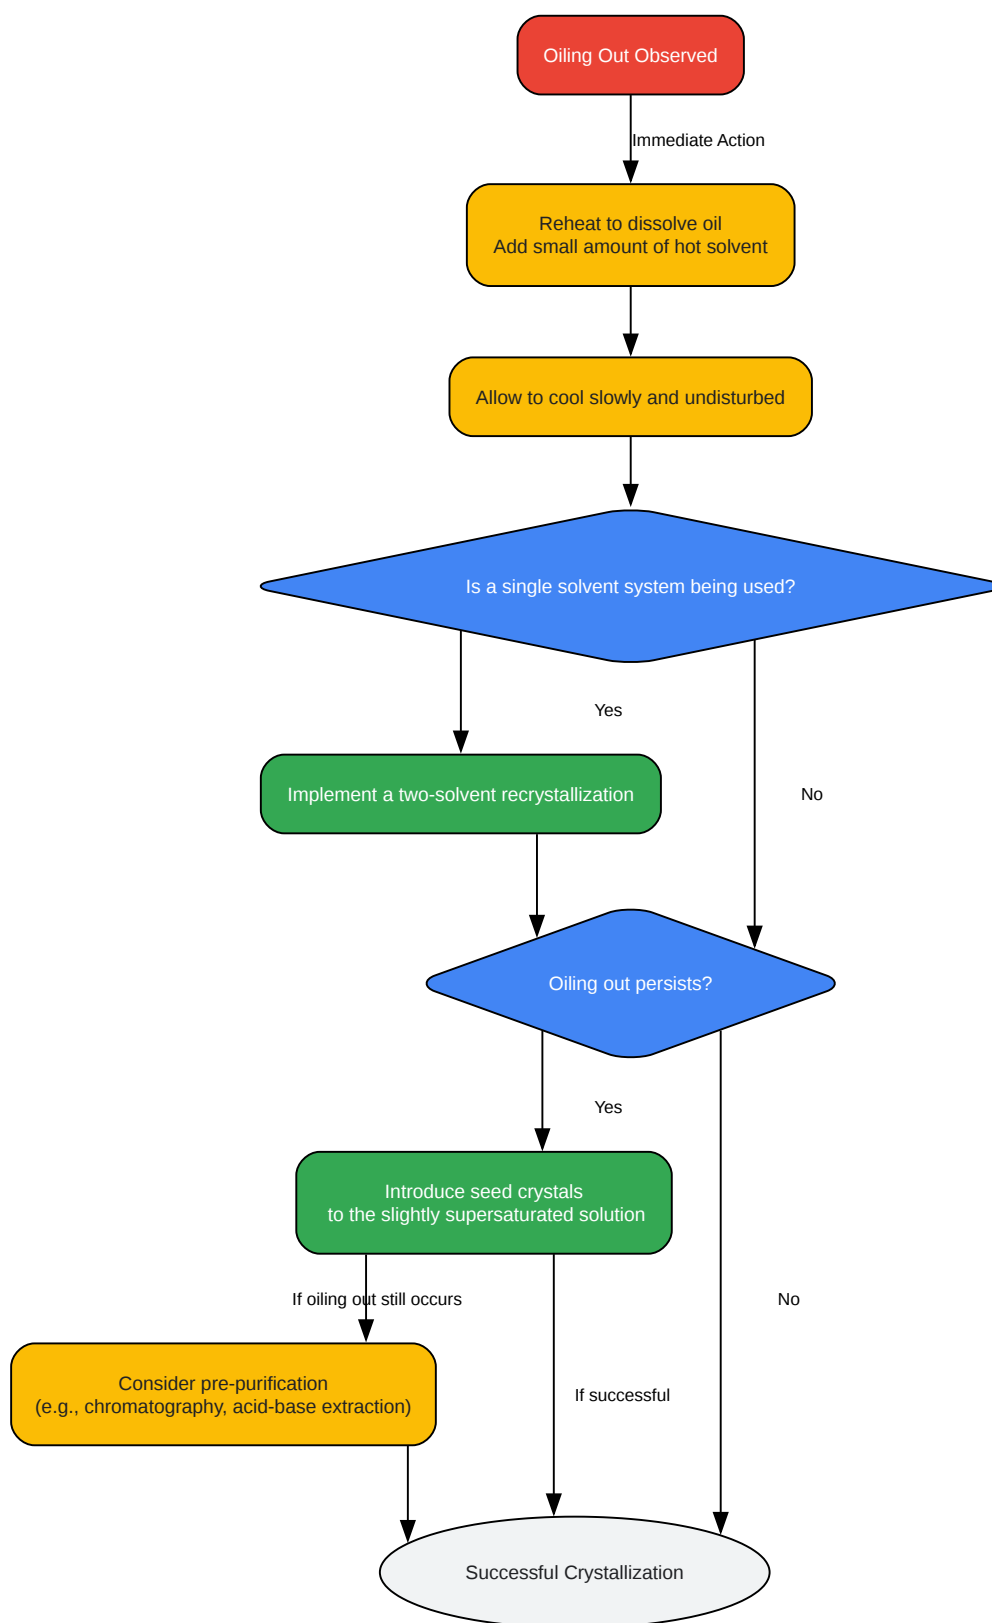 Oiling Out Observed
Immediate Action
Reheat to dissolve oil
Add small amount of hot solvent
Allow to cool slowly and undisturbed
Is a single solvent system being used?
Yes
Implement a two-solvent recrystallization
No
Oiling out persists?
Yes
Introduce seed crystals
to the slightly supersaturated solution
If oiling out still occurs
No
Consider pre-purification
(e.g., chromatography, acid-base extraction)
If successful
Successful Crystallization